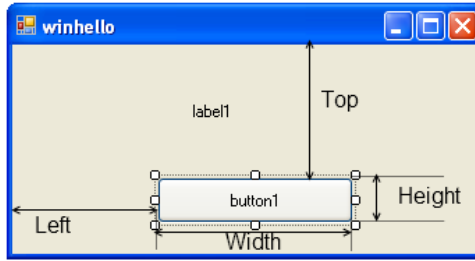 winhello
Top
label1
Height
button1
Left
Width